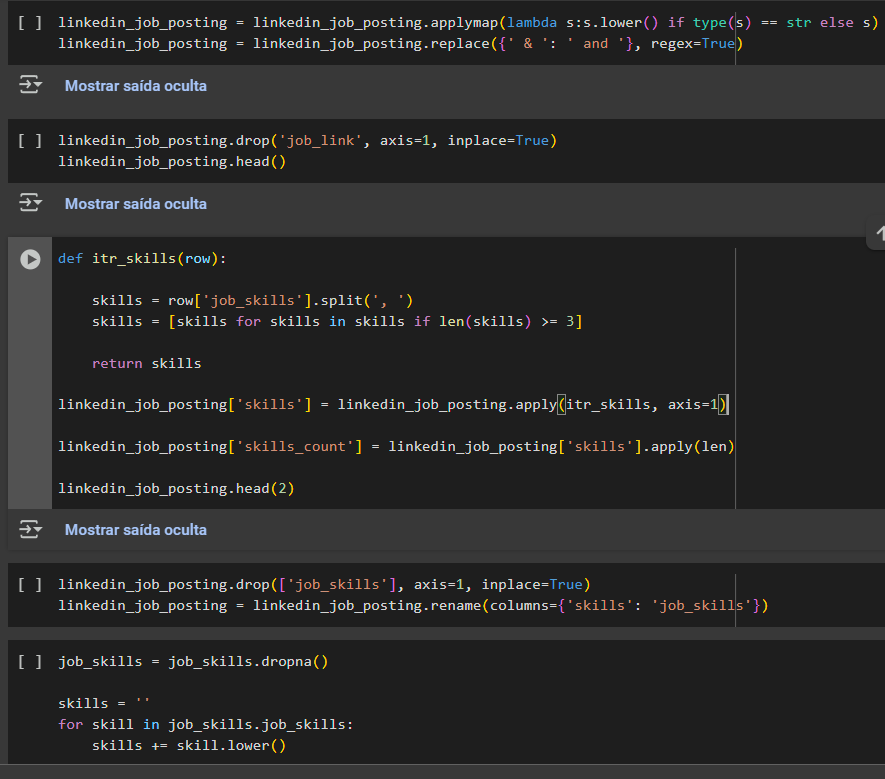 [ ] linkedin_job_posting = linkedin_job_posting.applymap(lambda s:s.lower() if type(s) == str else s)
linkedin_job_posting = linkedin_job_posting.replace({' & ': ' and '}, regex=True)
Mostrar saída oculta
[ ] linkedin_job_posting.drop('job_link', axis=1, inplace=True)
linkedin_job_posting.head()
Mostrar saída oculta
def itr_skills(row):
    skills = row['job_skills'].split(', ')
    skills = [skills for skills in skills if len(skills) >= 3]
    return skills
linkedin_job_posting['skills'] = linkedin_job_posting.apply(itr_skills, axis=1)
linkedin_job_posting['skills_count'] = linkedin_job_posting['skills'].apply(len)
linkedin_job_posting.head(2)
Mostrar saída oculta
[ ] linkedin_job_posting.drop(['job_skills'], axis=1, inplace=True)
linkedin_job_posting = linkedin_job_posting.rename(columns={'skills': 'job_skills'})
[ ] job_skills = job_skills.dropna()
skills = ''
for skill in job_skills.job_skills:
    skills += skill.lower()